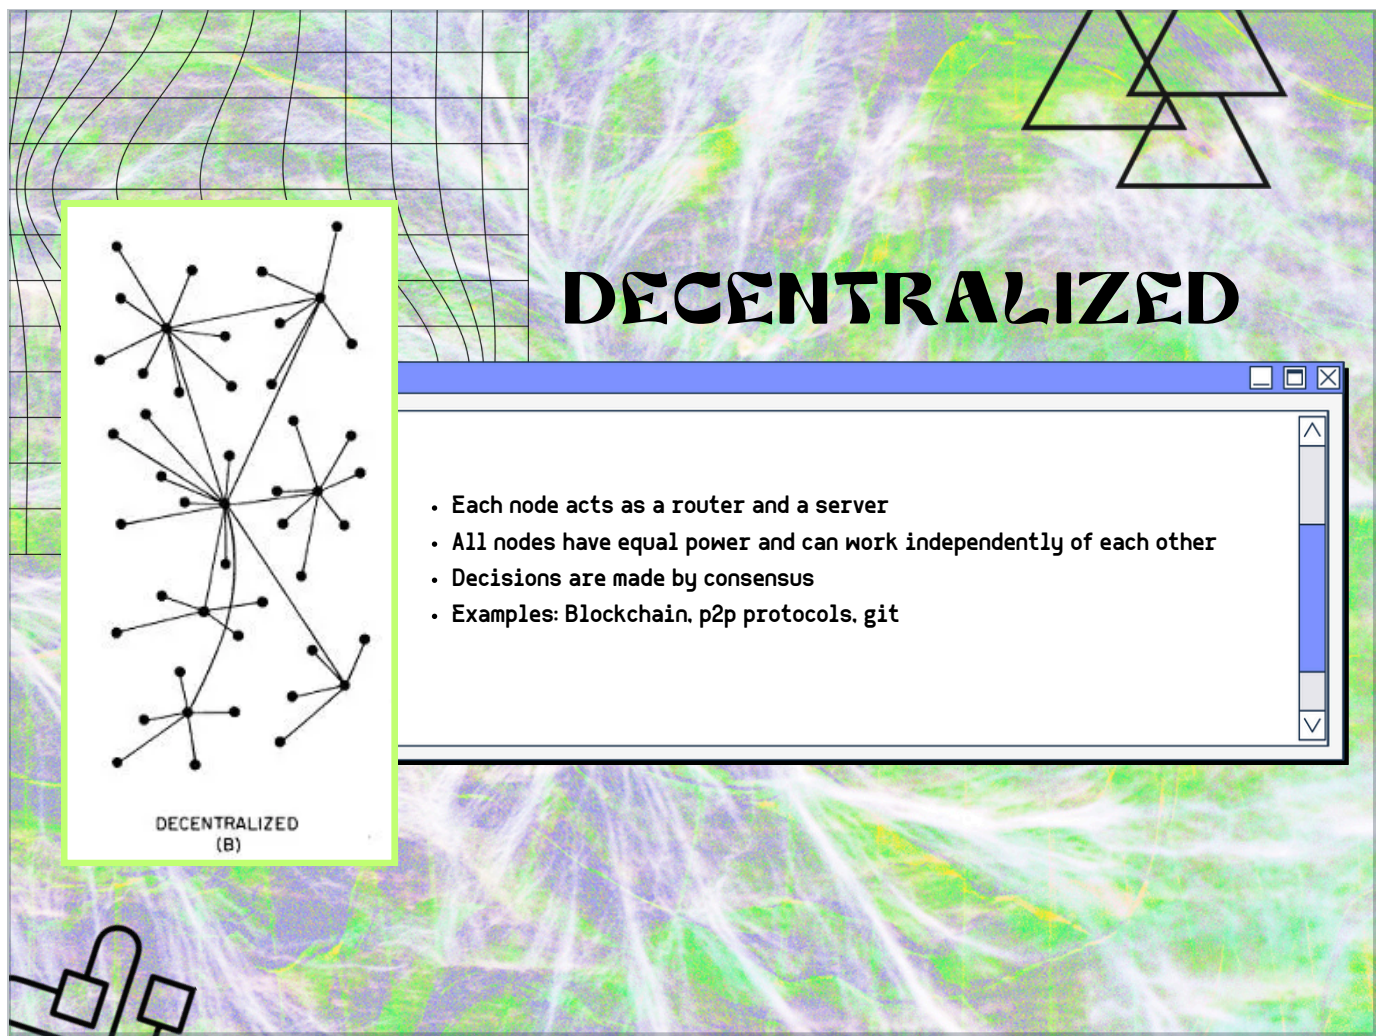 DECENTRALIZED
• Each node acts as a router and a server
• All nodes have equal power and can work independently of each other
• Decisions are made by consensus
• Examples: Blockchain, p2p protocols, git
DECENTRALIZED
(B)